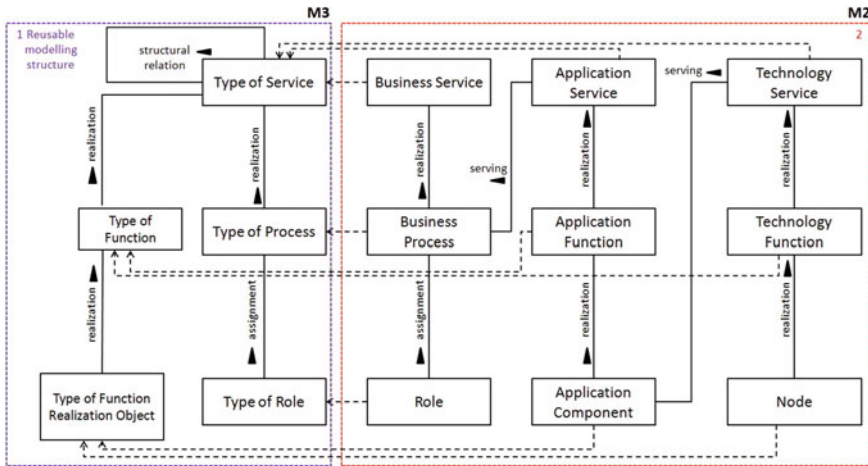 M3
M2
1 Reusable
modelling
structure
2
structural
relation
Type of Service
Business Service
Application
Service
serving
Technology
Service
realization
realization
realization
serving
realization
realization
Type of
Function
Type of Process
Business
Process
Application
Function
Technology
Function
realization
assignment
assignment
realization
realization
Type of Function
Realization Object
Type of Role
Role
Application
Component
Node